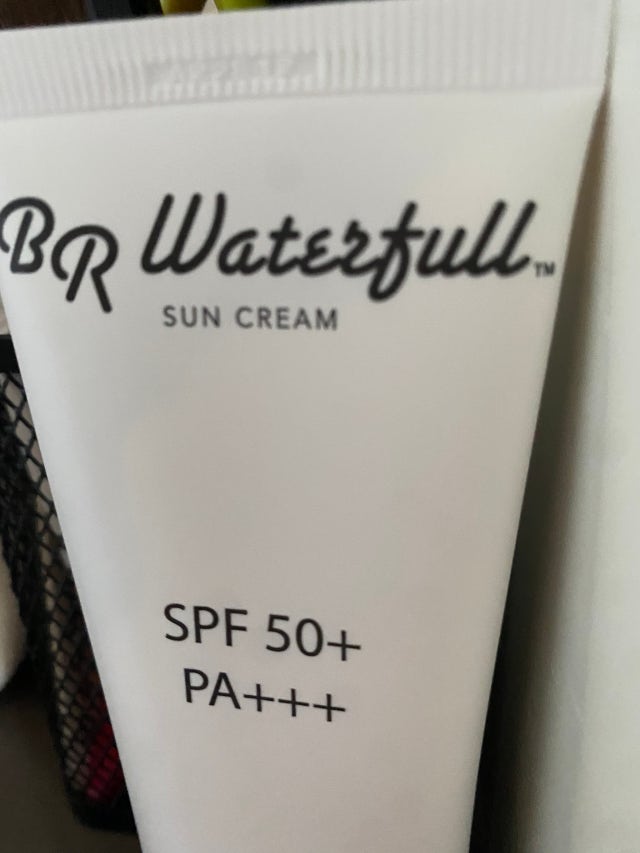 BR Waterfull™
SUN CREAM
SPF 50+
PA+++